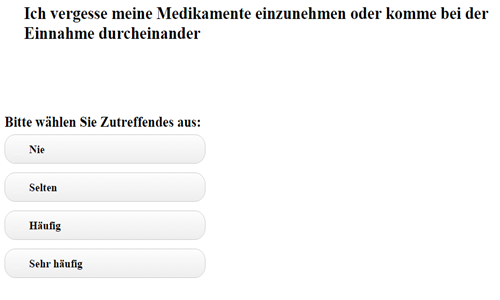 Ich vergesse meine Medikamente einzunehmen oder komme bei der
Einnahme durcheinander
Bitte wählen Sie Zutreffendes aus:
Nie
Selten
Häufig
Sehr häufig